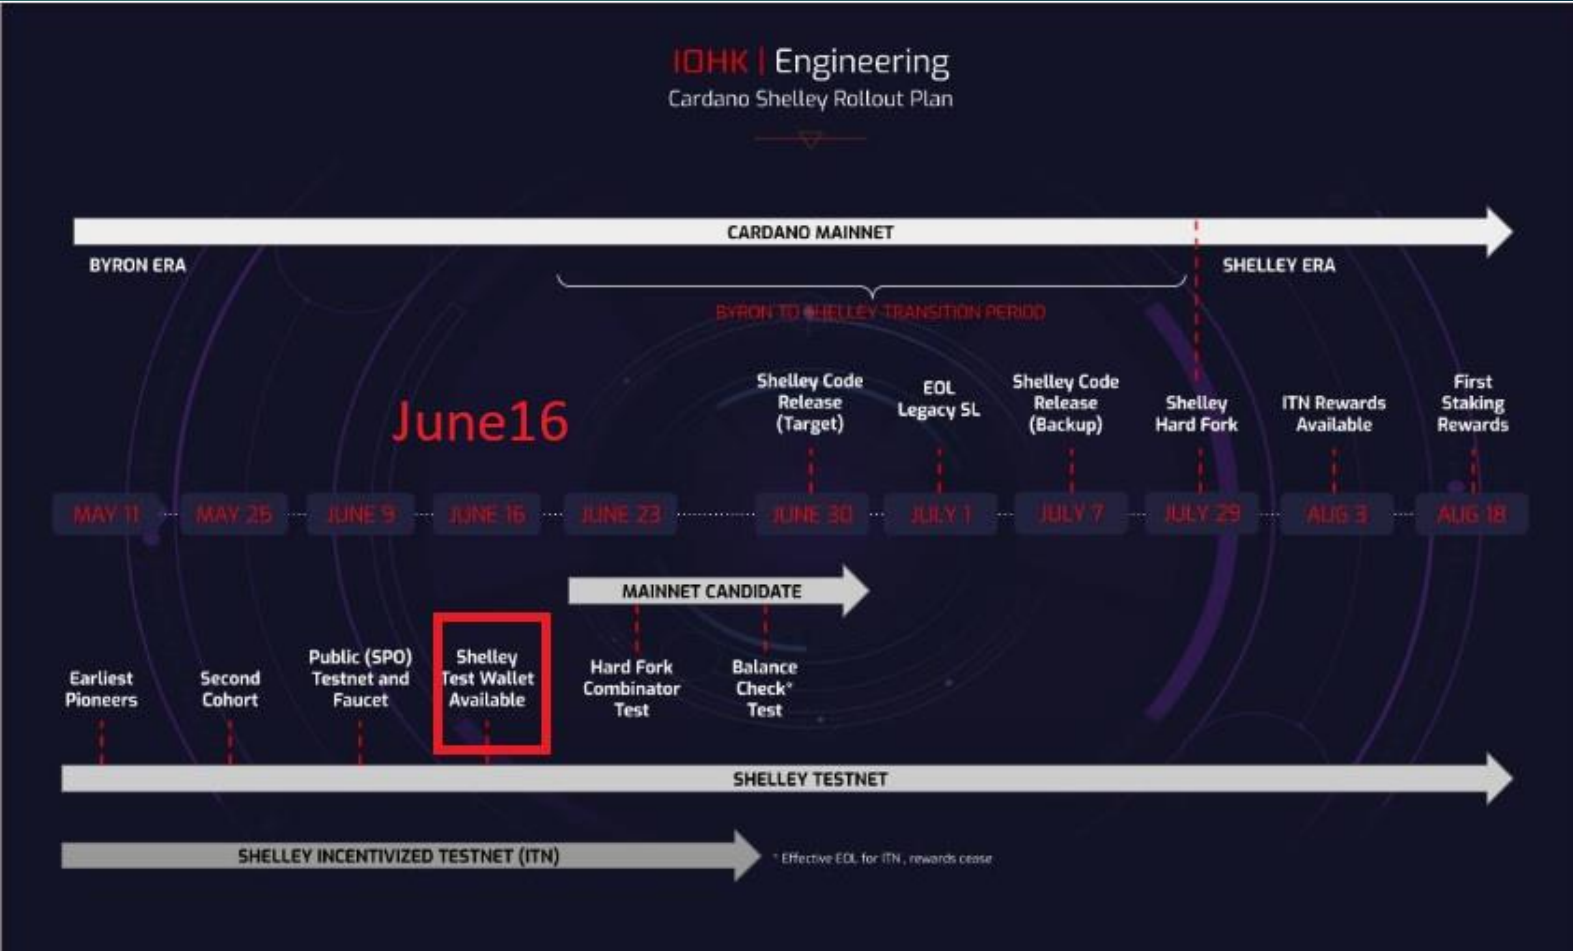 IOHK | Engineering
Cardano Shelley Rollout Plan
CARDANO MAINNET
BYRON ERA
SHELLEY ERA
BYRON TO SHELLEY TRANSITION PERIOD
June16
Shelley Code
Release
(Target)
EOL
Legacy SL
Shelley Code
Release
(Backup)
Shelley
Hard Fork
ITN Rewards
Available
First
Staking
Rewards
MAY 11
MAY 25
JUNE 9
JUNE 16
JUNE 23
JUNE 30
JULY 1
JULY 7
JULY 29
AUG 3
AUG 18
MAINNET CANDIDATE
Earliest
Pioneers
Second
Cohort
Public (SPO)
Testnet and
Faucet
Shelley
Test Wallet
Available
Hard Fork
Combinator
Test
Balance
Check*
Test
SHELLEY TESTNET
SHELLEY INCENTIVIZED TESTNET (ITN)
* Effective EOL for ITN, rewards cease